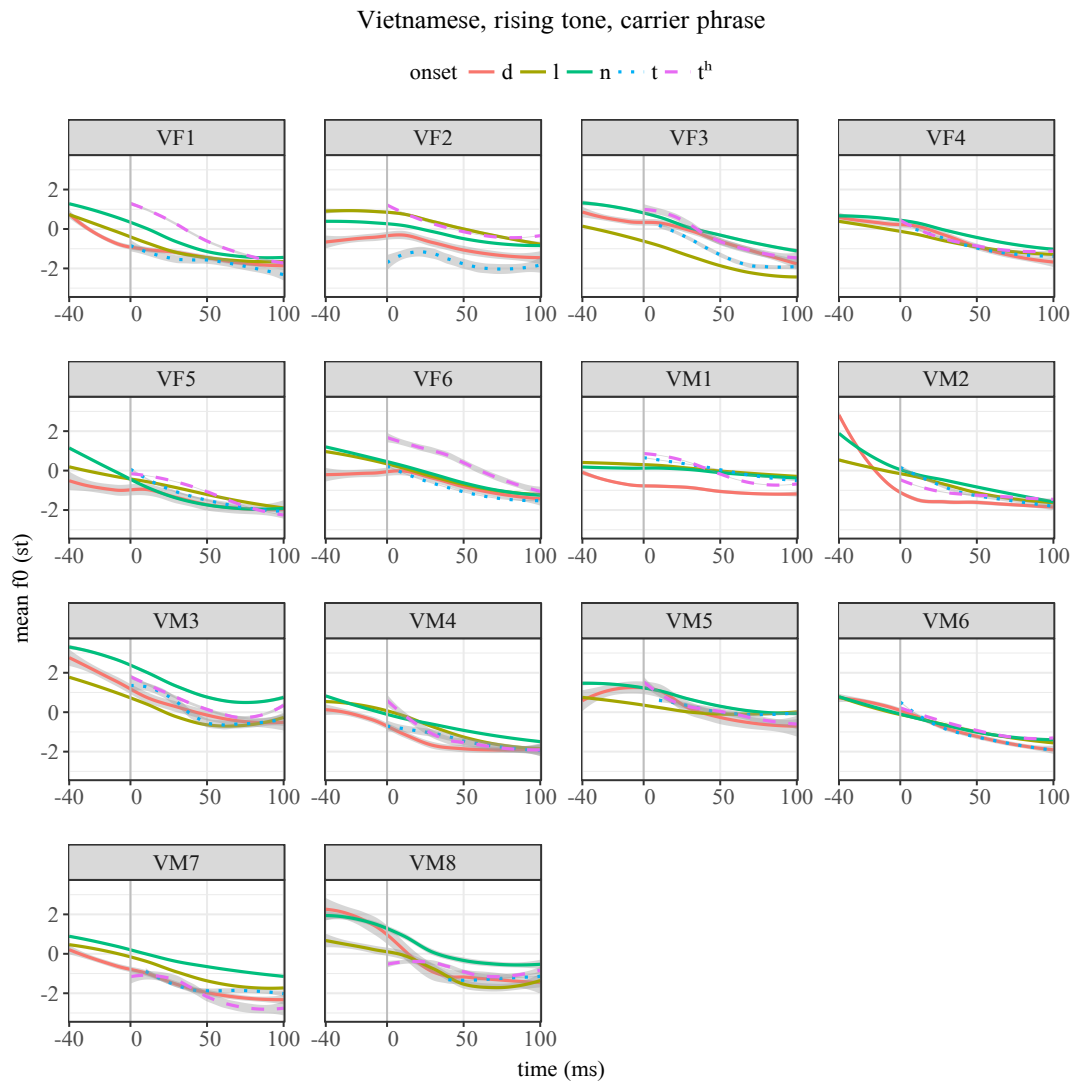 Vietnamese, rising tone, carrier phrase
onset d l n t tʰ
VF1 VF2 VF3 VF4
2
0
-2
-40 0 50 100 -40 0 50 100 -40 0 50 100 -40 0 50 100
VF5 VF6 VM1 VM2
2
0
-2
-40 0 50 100 -40 0 50 100 -40 0 50 100 -40 0 50 100
mean f0 (st)
VM3 VM4 VM5 VM6
2
0
-2
-40 0 50 100 -40 0 50 100 -40 0 50 100 -40 0 50 100
VM7 VM8
2
0
-2
-40 0 50 100 -40 0 50 100
time (ms)